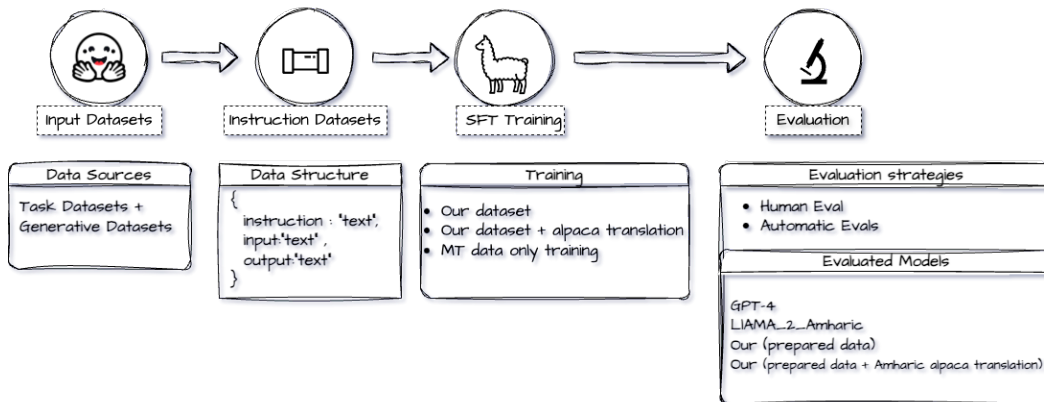 Input Datasets
Instruction Datasets
SFT Training
Evaluation
Data Sources
Task Datasets +
Generative Datasets
Data Structure
{
instruction : "text",
input:"text" ,
output:"text"
}
Training
• Our dataset
• Our dataset + alpaca translation
• MT data only training
Evaluation strategies
• Human Eval
• Automatic Evals
Evaluated Models
GPT-4
LIAMA_2_Amharic
Our (prepared data)
Our (prepared data + Amharic alpaca translation)